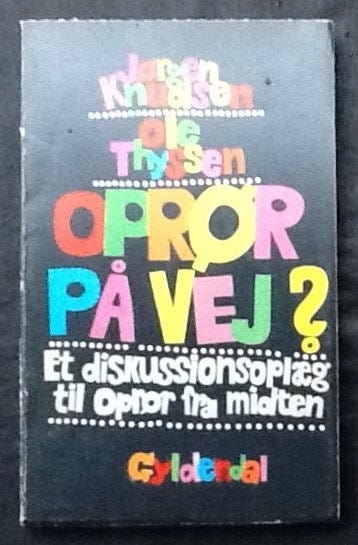 Jørgen
Knudsen
Ole
Thyssen
OPRØR
PÅ VEJ?
Et diskussionsoplæg
til Oprør fra midten
Gyldendal